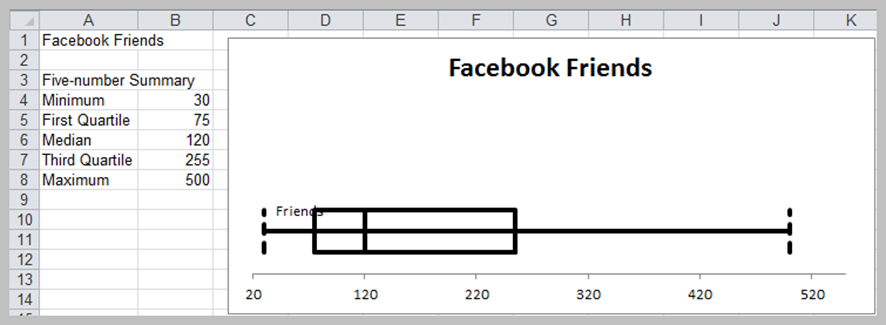 A B C D E F G H I J K
1 Facebook Friends
2
3 Five-number Summary
4 Minimum 30
5 First Quartile 75
6 Median 120
7 Third Quartile 255
8 Maximum 500
9
10
11
12
13
14
Facebook Friends
Friends
20 120 220 320 420 520